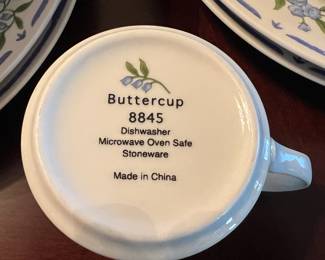 Buttercup
8845
Dishwasher
Microwave Oven Safe
Stoneware
Made in China